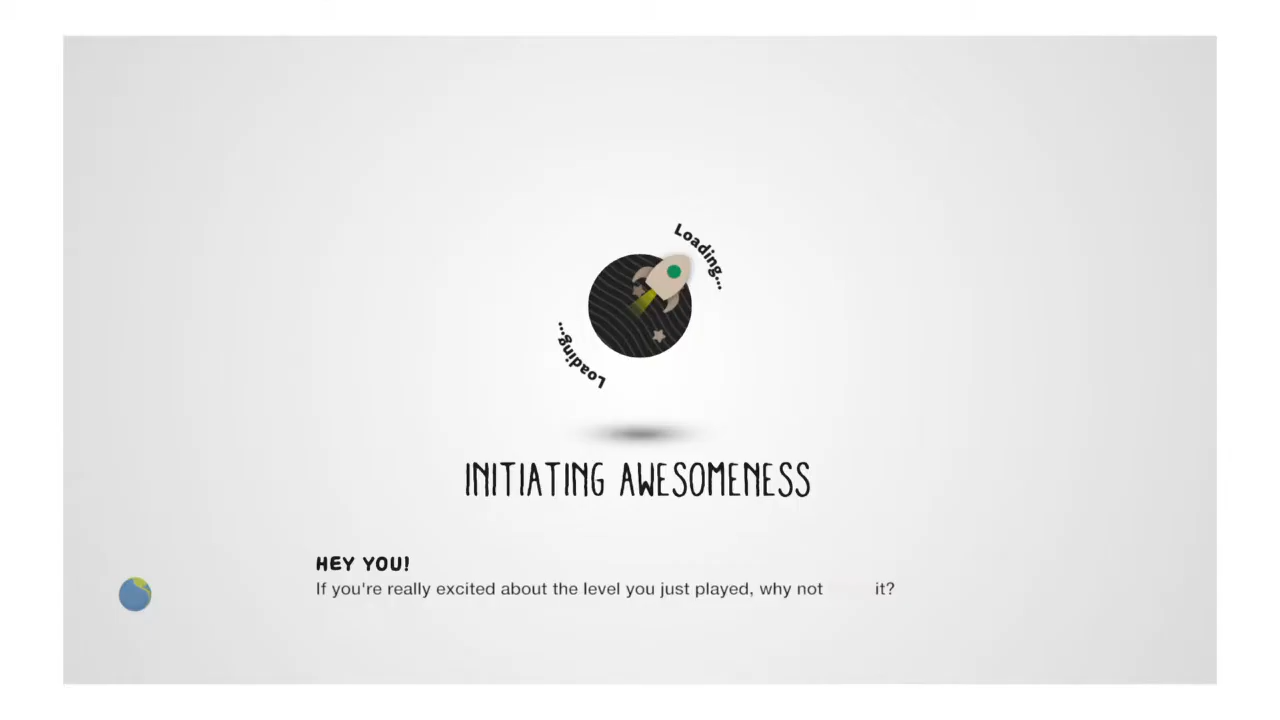 Loading...
Loading...
INITIATING AWESOMENESS
HEY YOU!
If you're really excited about the level you just played, why not it?